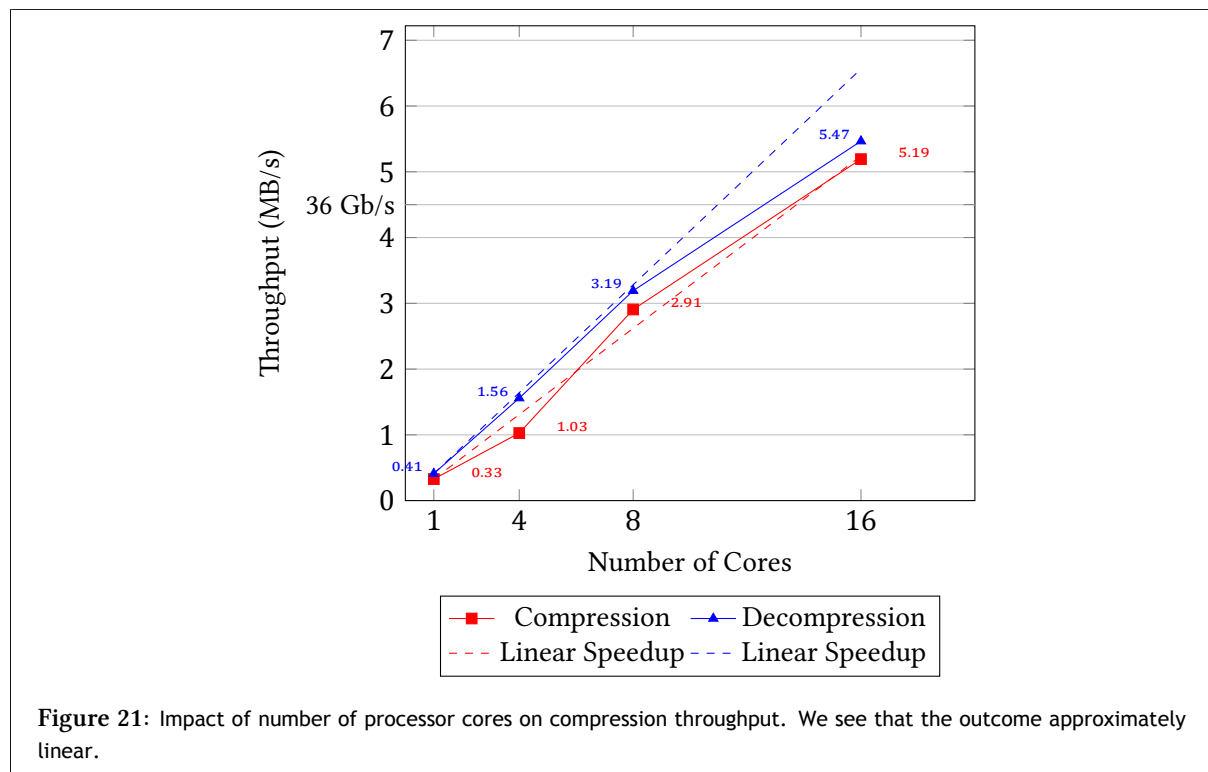 7
6
5
36 Gb/s
4
3
2
1
0
Throughput (MB/s)
5.47
5.19
3.19
2.91
1.56
1.03
0.41
0.33
1 4 8 16
Number of Cores
Compression Decompression
Linear Speedup Linear Speedup
Figure 21: Impact of number of processor cores on compression throughput. We see that the outcome approximately
linear.